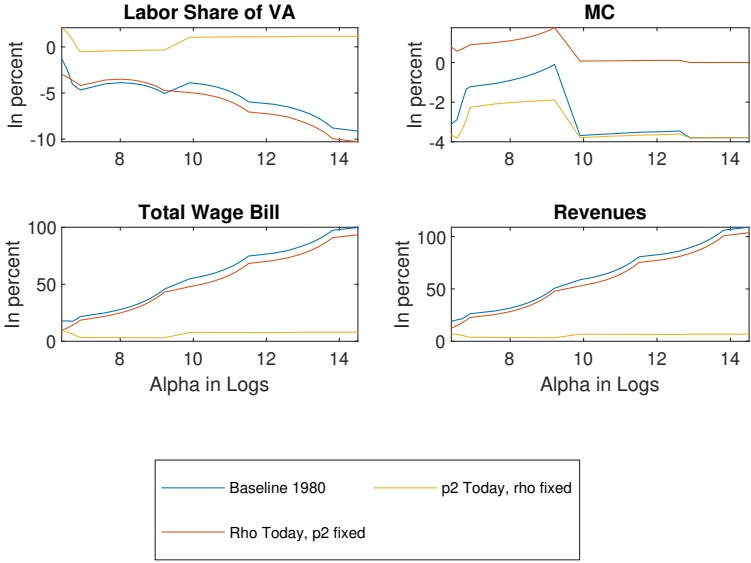 Labor Share of VA
In percent
0
-5
-10
8 10 12 14
MC
In percent
0
-2
-4
8 10 12 14
Total Wage Bill
In percent
100
50
0
8 10 12 14
Alpha in Logs
Revenues
In percent
100
50
0
8 10 12 14
Alpha in Logs
Baseline 1980
p2 Today, rho fixed
Rho Today, p2 fixed